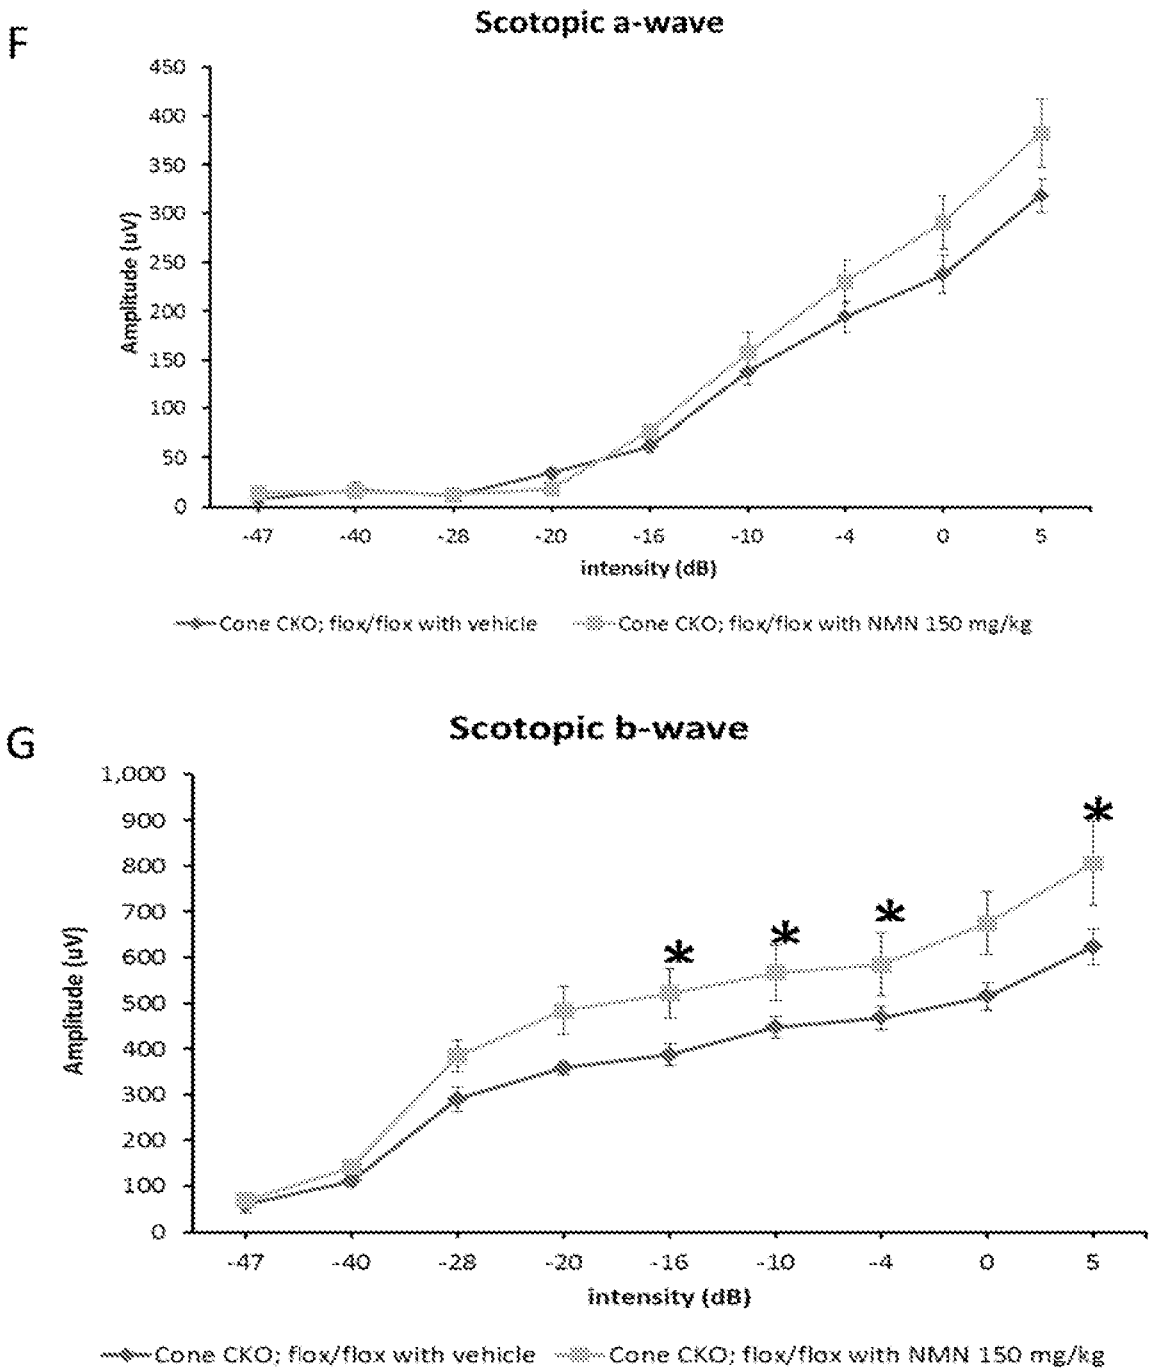 F
Scotopic a-wave
450
400
350
300
250
200
150
100
50
0
Amplitude (uV)
-47 -40 -28 -20 -16 -10 -4 0 5
intensity (dB)
Cone CKO; flox/flox with vehicle Cone CKO; flox/flox with NMN 150 mg/kg
G
Scotopic b-wave
1,000
900
800
700
600
500
400
300
200
100
0
Amplitude (uV)
* * * *
-47 -40 -28 -20 -16 -10 -4 0 5
intensity (dB)
Cone CKO; flox/flox with vehicle Cone CKO; flox/flox with NMN 150 mg/kg